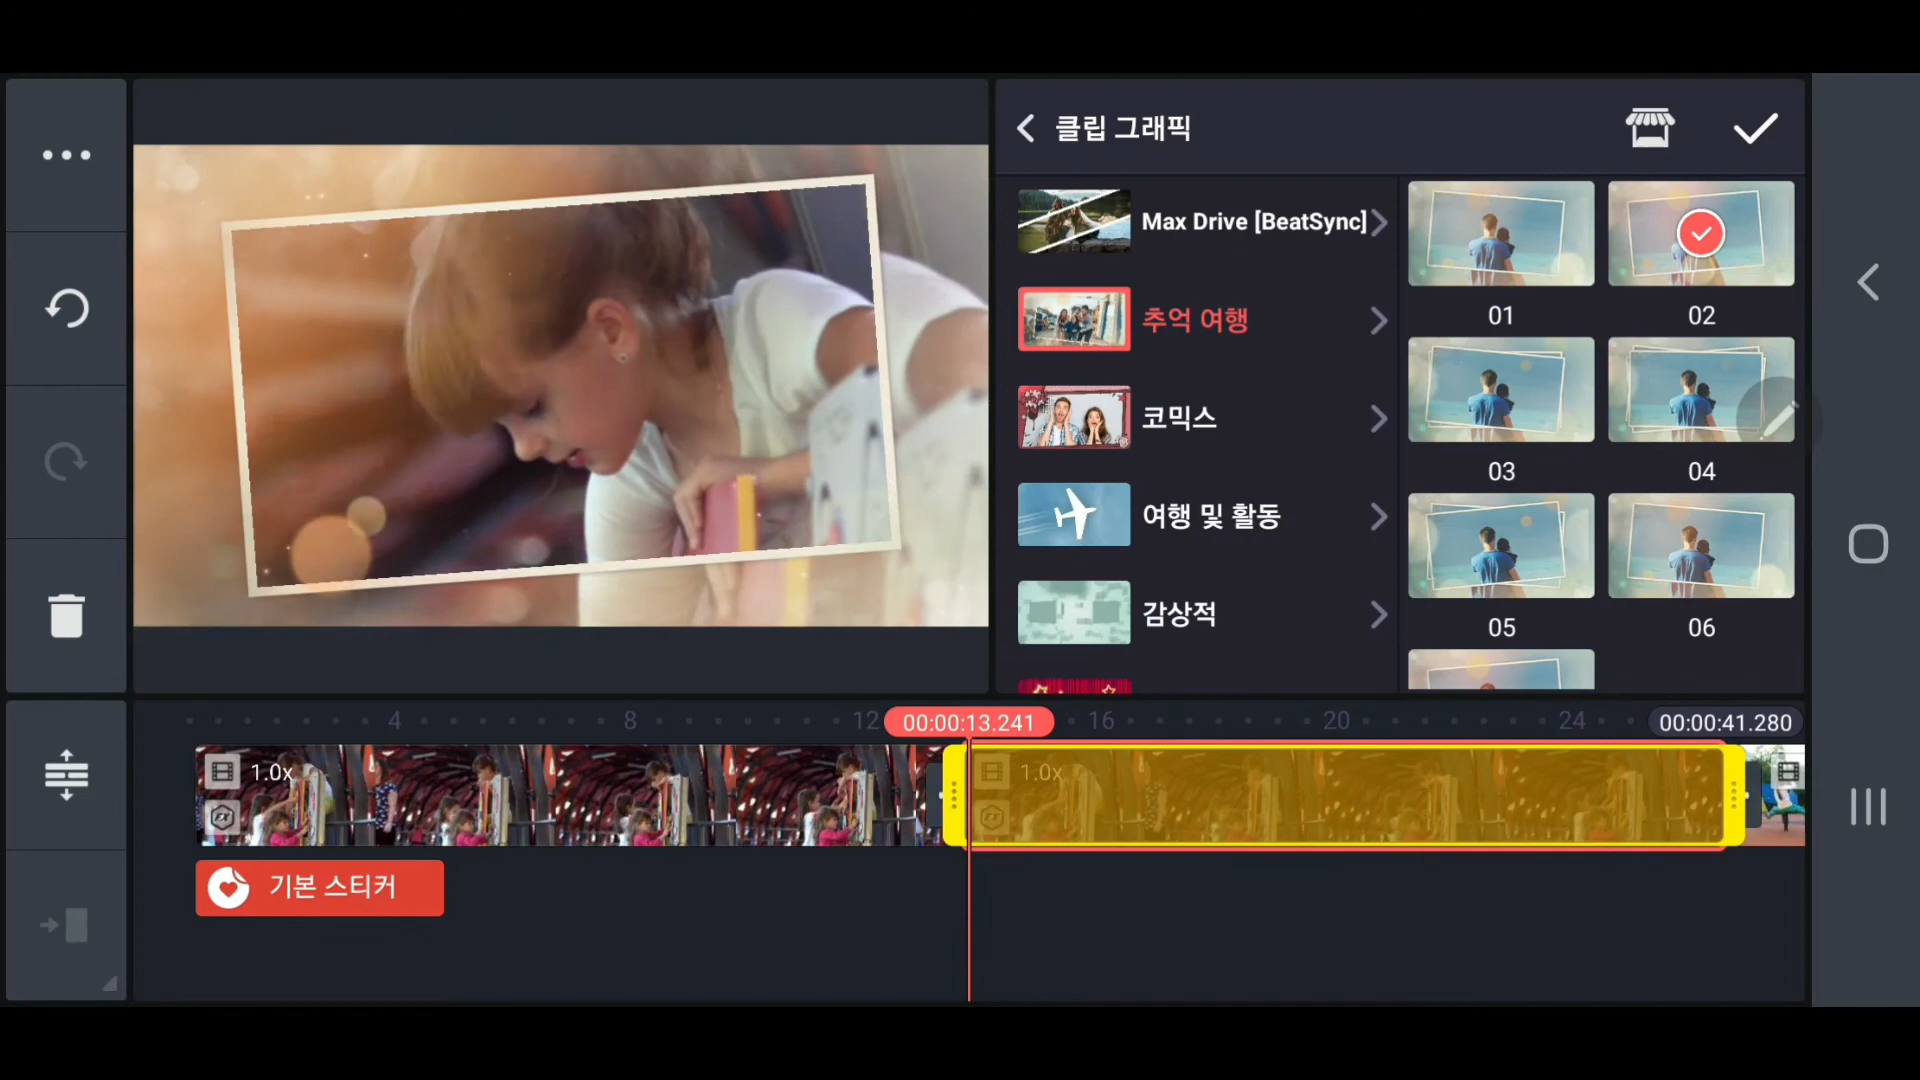 클립 그래픽
Max Drive [BeatSync]
추억 여행
코믹스
여행 및 활동
감상적
01
02
03
04
05
06
4
8
12
00:00:13.241
16
20
24
00:00:41.280
1.0x
1.0x
기본 스티커